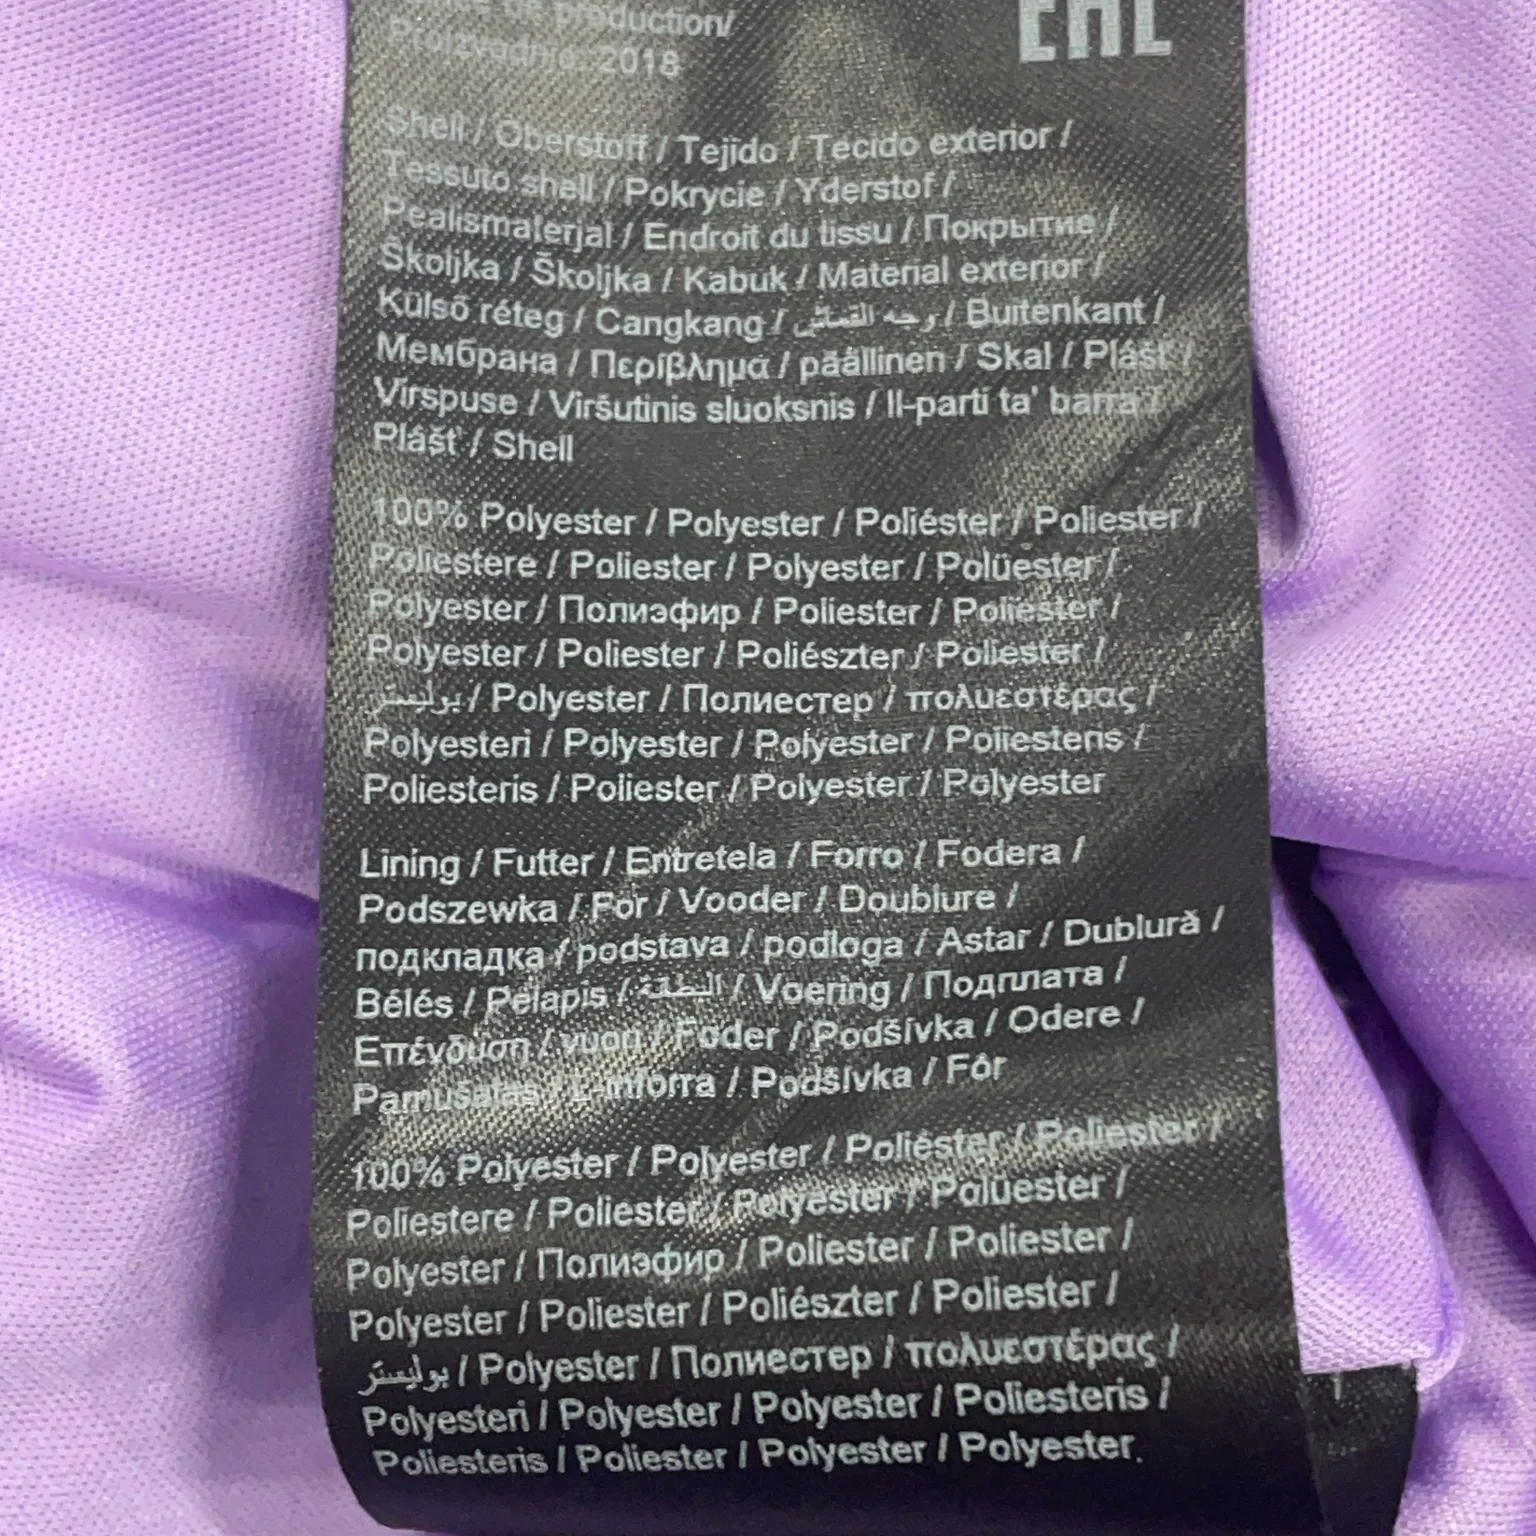 de production/
Proizvodnje: 2018
EAC
Shell / Oberstoff / Tejido / Tecido exterior /
Tessuto shell / Pokrycie / Yderstof /
Pealismaterjal / Endroit du tissu / Покрытие /
Školjka / Školjka / Kabuk / Material exterior /
Külső réteg / Cangkang / وجه القماش / Buitenkant /
Мембрана / Περίβλημα / päällinen / Skal / Plášť /
Virspuse / Viršutinis sluoksnis / Il-parti ta' barra /
Plášť / Shell
100% Polyester / Polyester / Poliéster / Poliester /
Poliestere / Poliester / Polyester / Polüester /
Polyester / Полиэфир / Poliester / Poliester /
Polyester / Poliester / Poliészter / Poliester /
بوليستر / Polyester / Полиестер / πολυεστέρας /
Polyesteri / Polyester / Polyester / Poliesteris /
Poliesteris / Poliester / Polyester / Polyester
Lining / Futter / Entretela / Forro / Fodera /
Podszewka / For / Vooder / Doublure /
подкладка / podstava / podloga / Astar / Dublură /
Bélés / Pelapis / البطانة / Voering / Подплата /
Επένδυση / vuori / Foder / Podšívka / Odere /
Pamušalas / L-inforra / Podšívka / Fôr
100% Polyester / Polyester / Poliéster / Poliester /
Poliestere / Poliester / Polyester / Polüester /
Polyester / Полиэфир / Poliester / Poliester /
Polyester / Poliester / Poliészter / Poliester /
بوليستر / Polyester / Полиестер / πολυεστέρας /
Polyesteri / Polyester / Polyester / Poliesteris /
Poliesteris / Poliester / Polyester / Polyester.